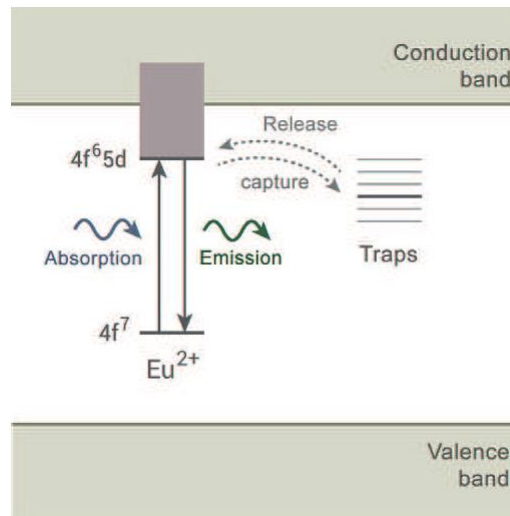 Conduction
band
Release
4f⁶5d
capture
Absorption
Emission
Traps
4f⁷
Eu²⁺
Valence
band